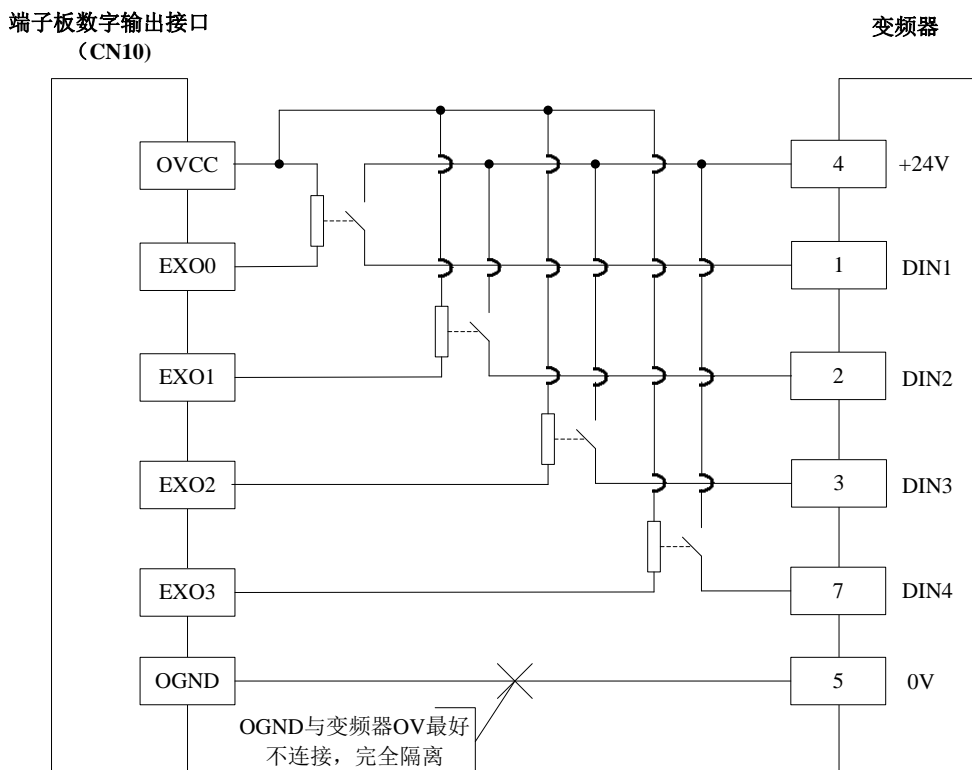 端子板数字输出接口
（CN10)
变频器
OVCC
4
+24V
EXO0
1
DIN1
EXO1
2
DIN2
EXO2
3
DIN3
EXO3
7
DIN4
OGND
5
0V
OGND与变频器OV最好
不连接，完全隔离